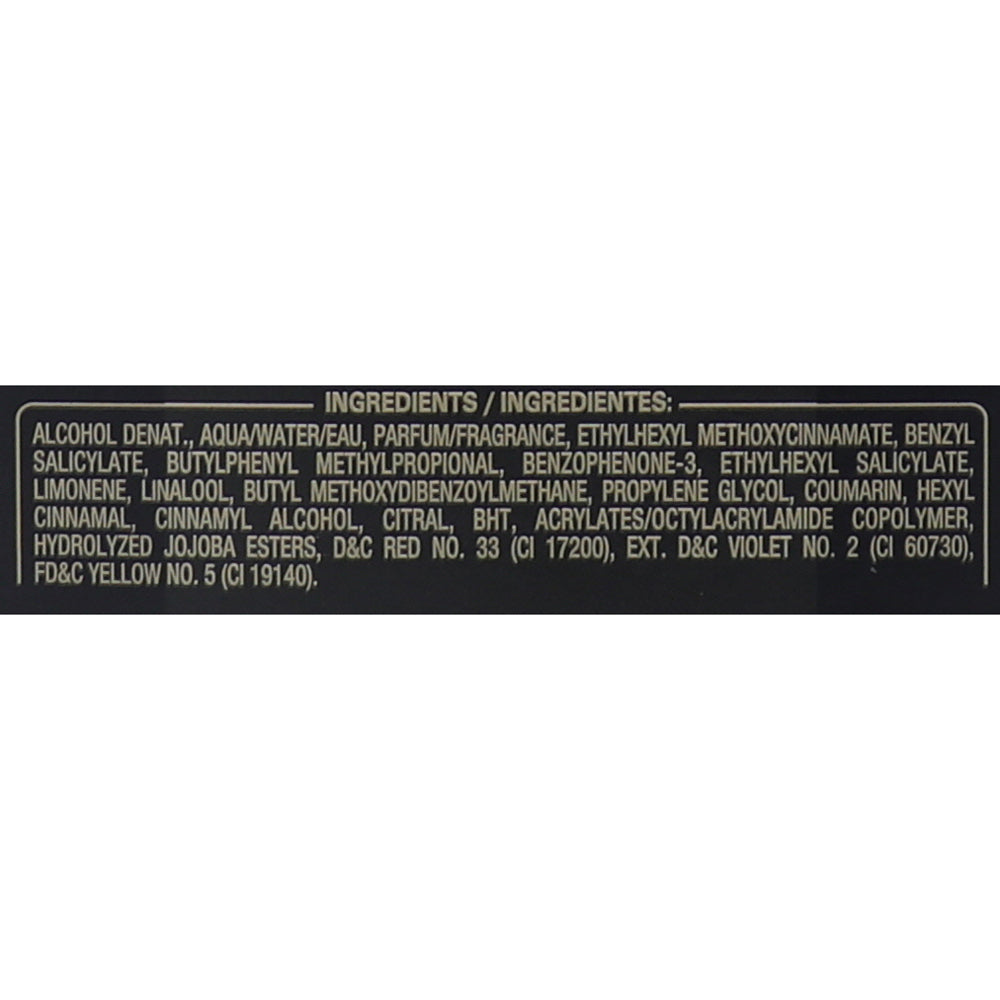 INGREDIENTS / INGREDIENTES:
ALCOHOL DENAT., AQUA/WATER/EAU, PARFUM/FRAGRANCE, ETHYLHEXYL METHOXYCINNAMATE, BENZYL
SALICYLATE, BUTYLPHENYL METHYLPROPIONAL, BENZOPHENONE-3, ETHYLHEXYL SALICYLATE,
LIMONENE, LINALOOL, BUTYL METHOXYDIBENZOYLMETHANE, PROPYLENE GLYCOL, COUMARIN, HEXYL
CINNAMAL, CINNAMYL ALCOHOL, CITRAL, BHT, ACRYLATES/OCTYLACRYLAMIDE COPOLYMER,
HYDROLYZED JOJOBA ESTERS, D&C RED NO. 33 (CI 17200), EXT. D&C VIOLET NO. 2 (CI 60730),
FD&C YELLOW NO. 5 (CI 19140).